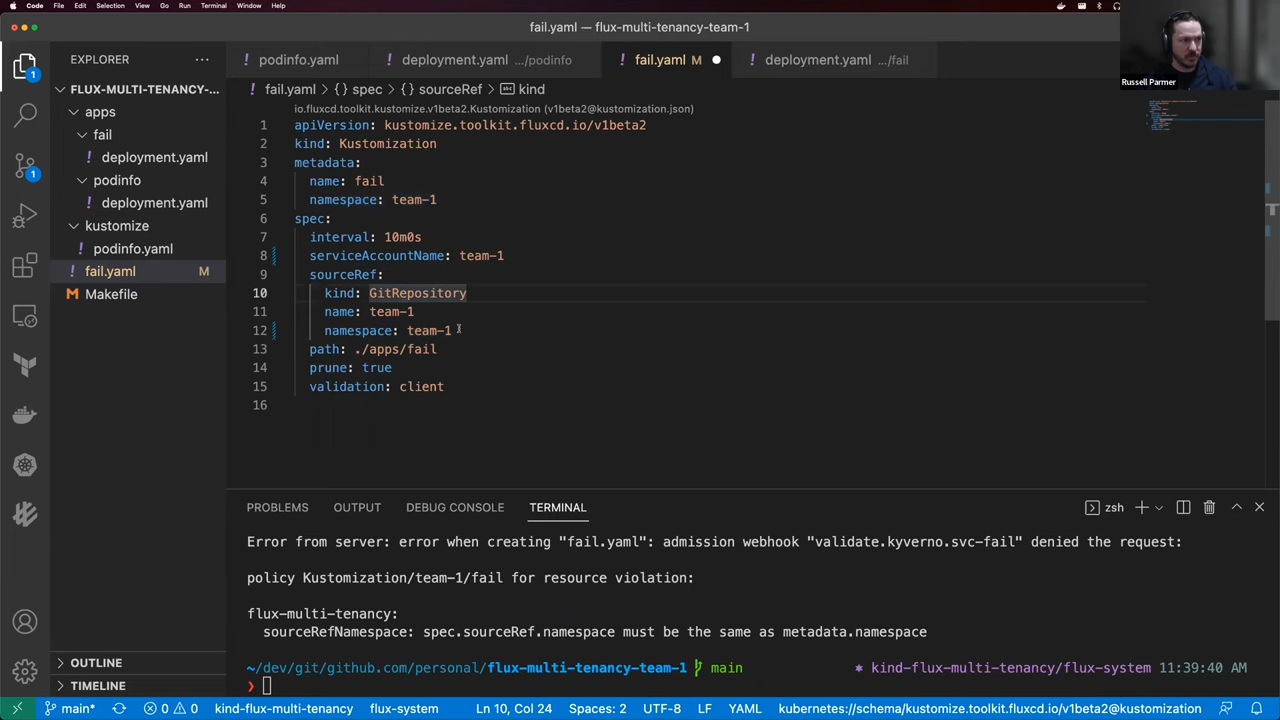 Code File Edit Selection View Go Run Terminal Window Help
fail.yaml — flux-multi-tenancy-team-1
Russell Parmer
EXPLORER
FLUX-MULTI-TENANCY-...
apps
fail
deployment.yaml
podinfo
deployment.yaml
kustomize
podinfo.yaml
fail.yaml M
Makefile
OUTLINE
TIMELINE
1
1
podinfo.yaml deployment.yaml .../podinfo fail.yaml M deployment.yaml .../fail
fail.yaml > {} spec > {} sourceRef > kind
io.fluxcd.toolkit.kustomize.v1beta2.Kustomization (v1beta2@kustomization.json)
1 apiVersion: kustomize.toolkit.fluxcd.io/v1beta2
2 kind: Kustomization
3 metadata:
4 name: fail
5 namespace: team-1
6 spec:
7 interval: 10m0s
8 serviceAccountName: team-1
9 sourceRef:
10 kind: GitRepository
11 name: team-1
12 namespace: team-1
13 path: ./apps/fail
14 prune: true
15 validation: client
16
PROBLEMS OUTPUT DEBUG CONSOLE TERMINAL zsh
Error from server: error when creating "fail.yaml": admission webhook "validate.kyverno.svc-fail" denied the request:
policy Kustomization/team-1/fail for resource violation:
flux-multi-tenancy:
sourceRefNamespace: spec.sourceRef.namespace must be the same as metadata.namespace
~/dev/git/github.com/personal/flux-multi-tenancy-team-1 main kind-flux-multi-tenancy/flux-system 11:39:40 AM
❯
main* 0 0 kind-flux-multi-tenancy flux-system Ln 10, Col 24 Spaces: 2 UTF-8 LF YAML kubernetes://schema/kustomize.toolkit.fluxcd.io/v1beta2@kustomization